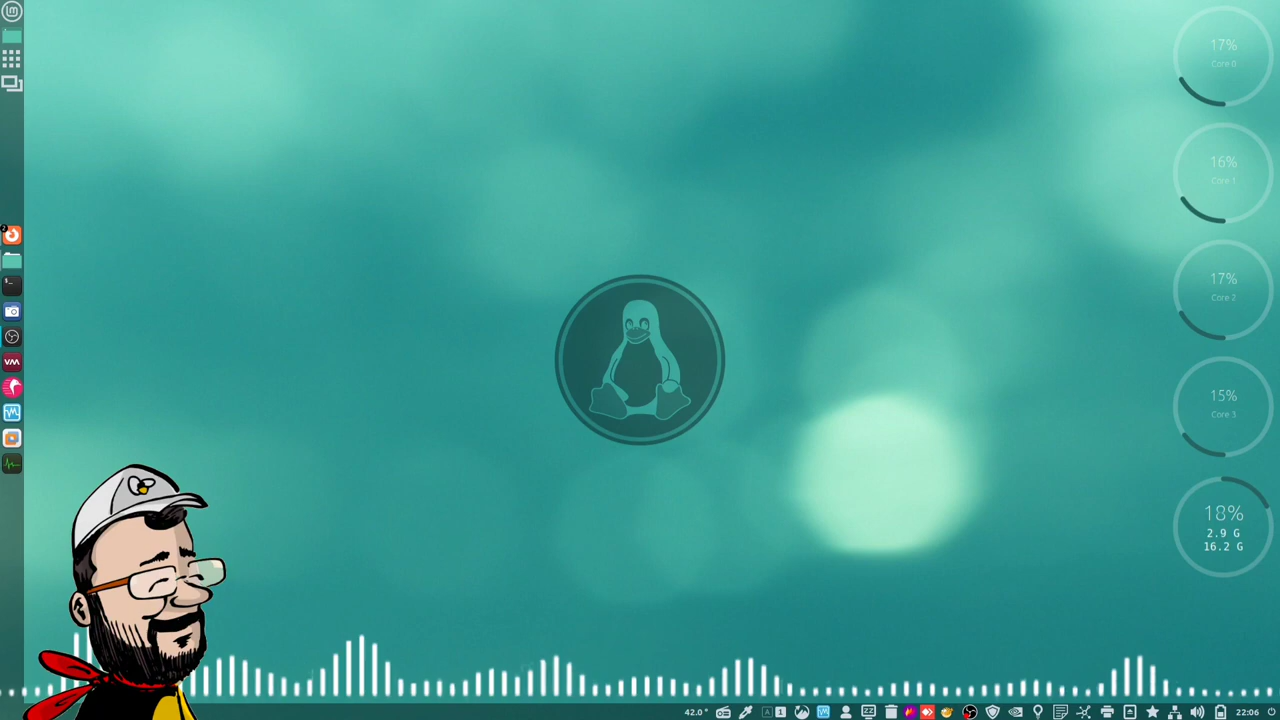 17%
Core 0
16%
Core 1
17%
Core 2
15%
Core 3
18%
2.9 G
16.2 G
42.0°
A 1
22:06